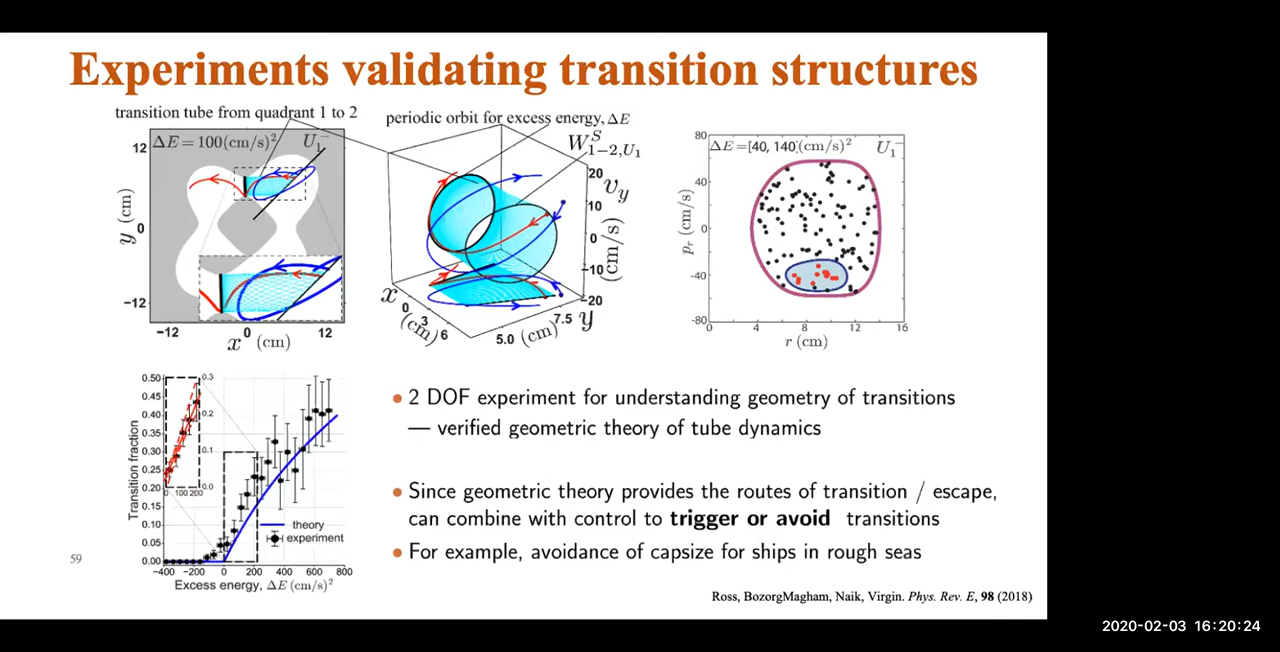 Experiments validating transition structures
transition tube from quadrant 1 to 2
ΔE = 100(cm/s)² U₁⁻
12
0
−12
y (cm)
−12 0 12
x (cm)
periodic orbit for excess energy, ΔE
W^S_{1−2,U₁}
20
10
0
−10
−20
v_y (cm/s)
x 0 3 6
(cm)
5.0 (cm) 7.5 y
ΔE=[40, 140](cm/s)² U₁⁻
80
40
0
-40
-80
p_r (cm/s)
0 4 8 12 16
r (cm)
0.50
0.45
0.40
0.35
0.30
0.25
0.20
0.15
0.10
0.05
0.00
Transition fraction
0.3
0.2
0.1
0.0
0 100 200
theory
experiment
−400 −200 0 200 400 600 800
Excess energy, ΔE (cm/s)²
• 2 DOF experiment for understanding geometry of transitions
— verified geometric theory of tube dynamics
• Since geometric theory provides the routes of transition / escape,
can combine with control to trigger or avoid transitions
• For example, avoidance of capsize for ships in rough seas
59
Ross, BozorgMagham, Naik, Virgin. Phys. Rev. E, 98 (2018)
2020-02-03 16:20:24